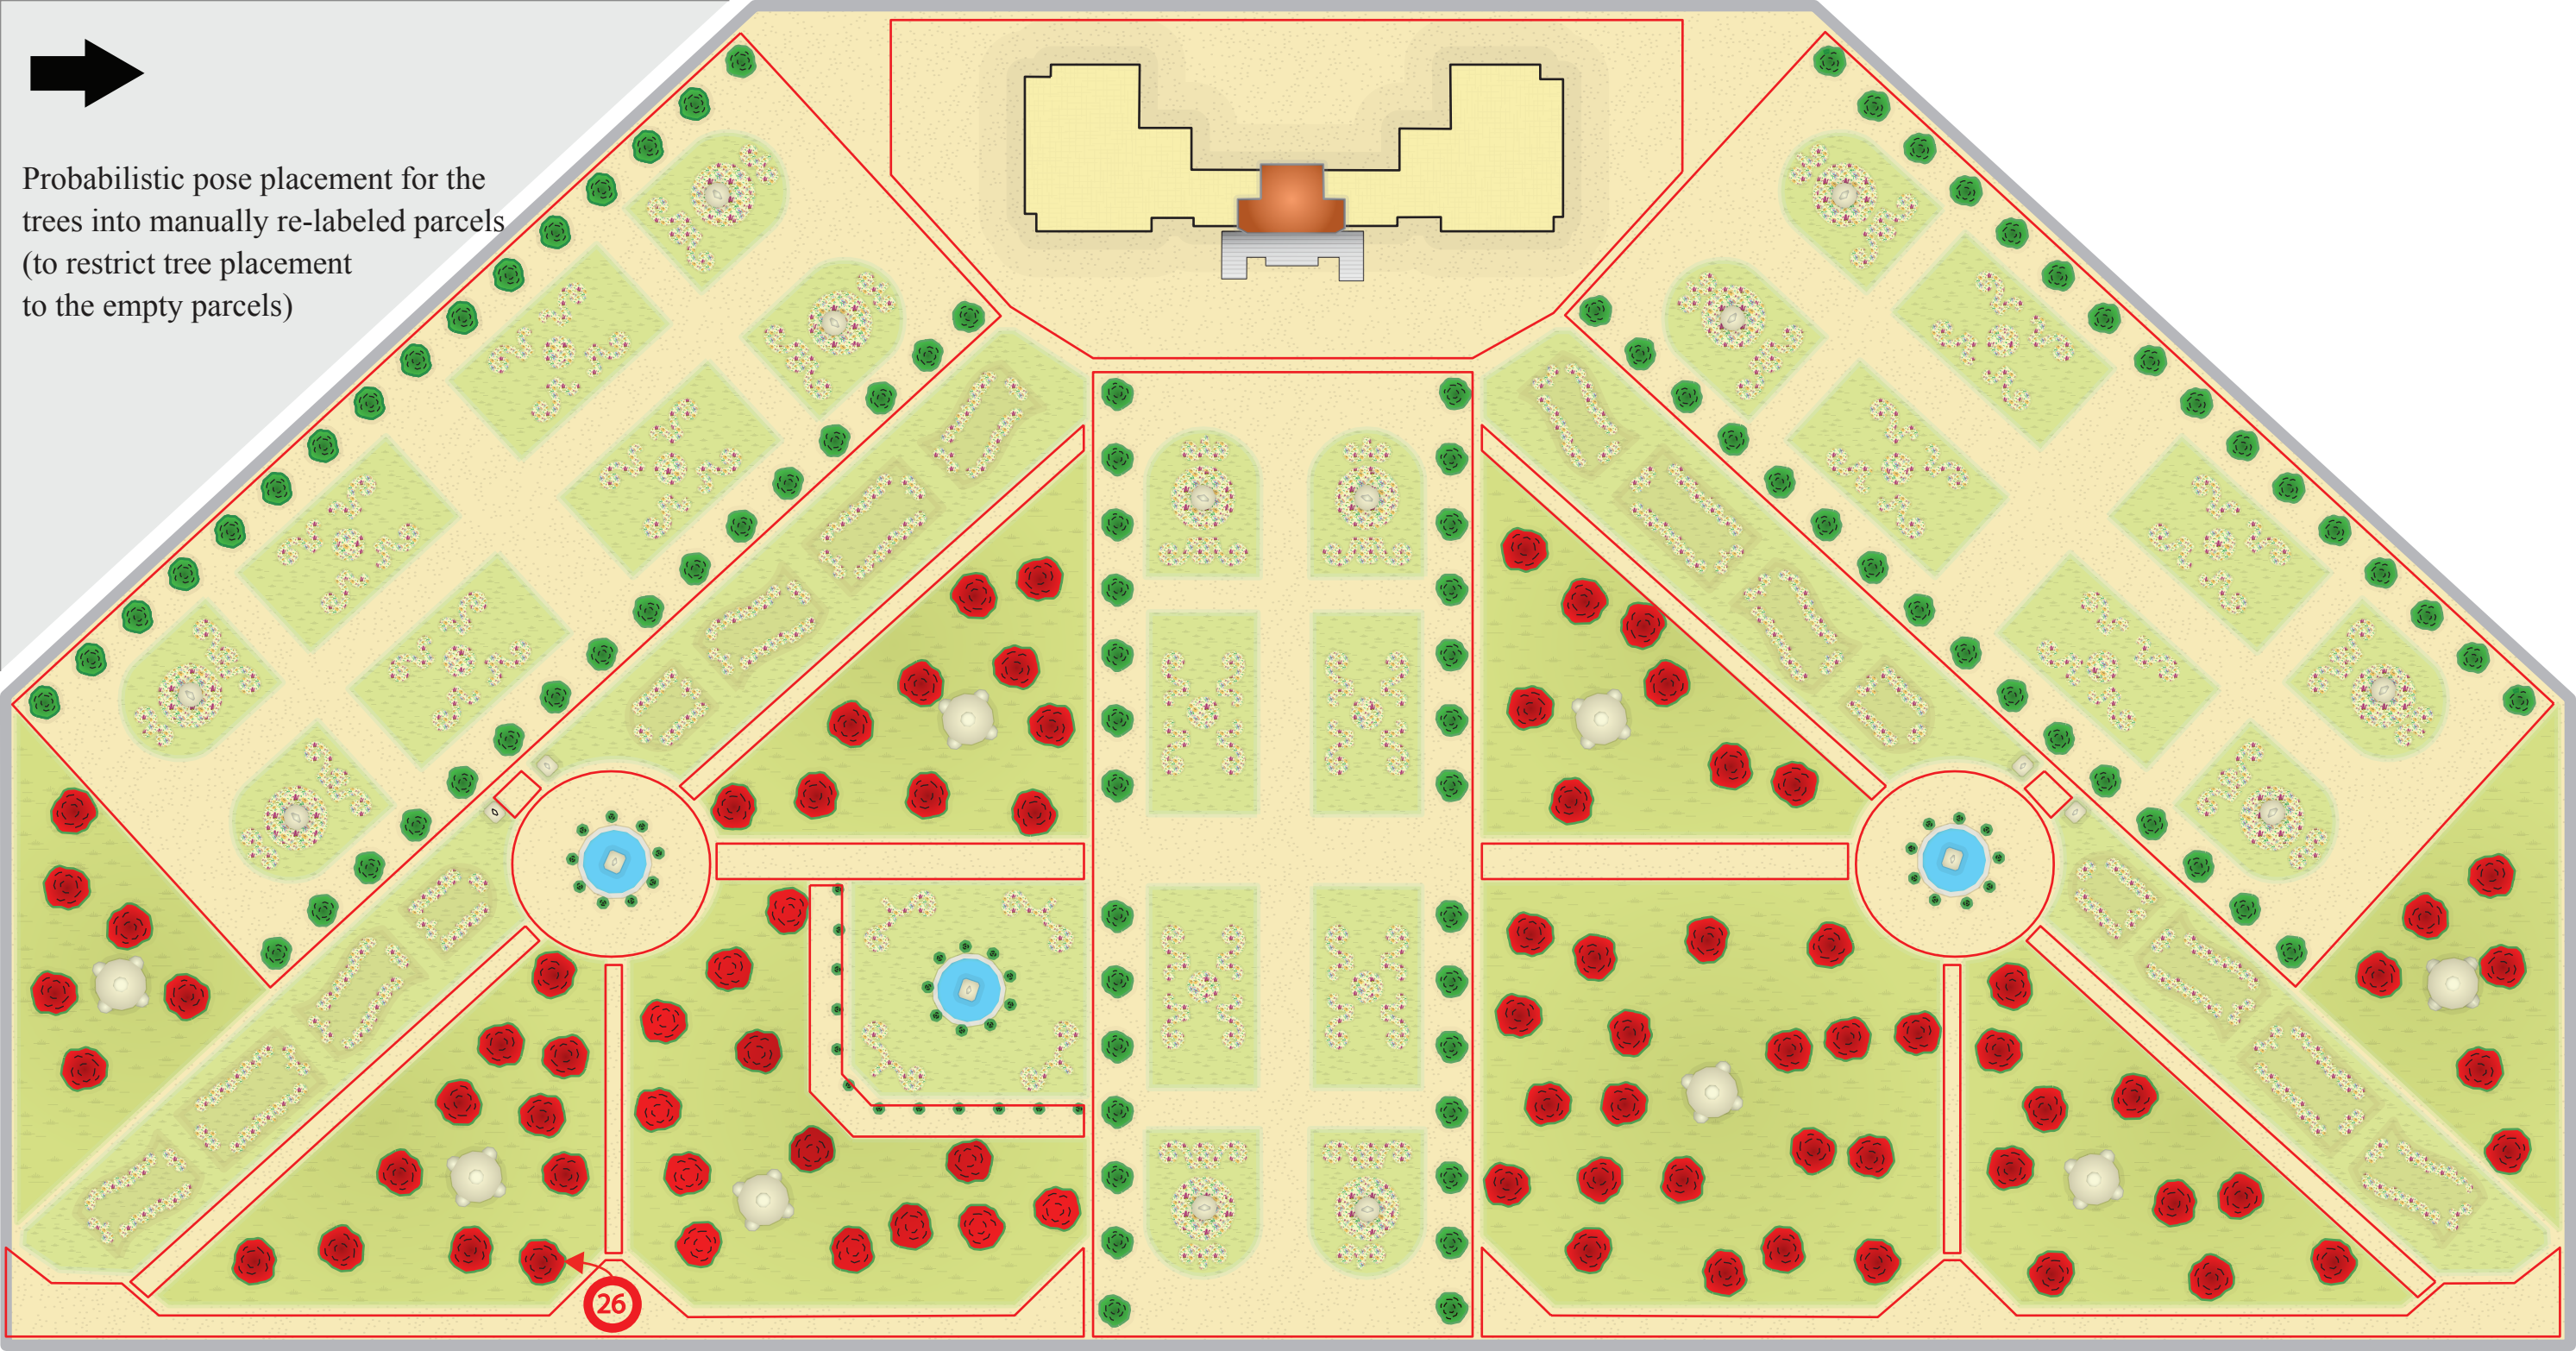 Probabilistic pose placement for the
trees into manually re-labeled parcels
(to restrict tree placement
to the empty parcels)
26